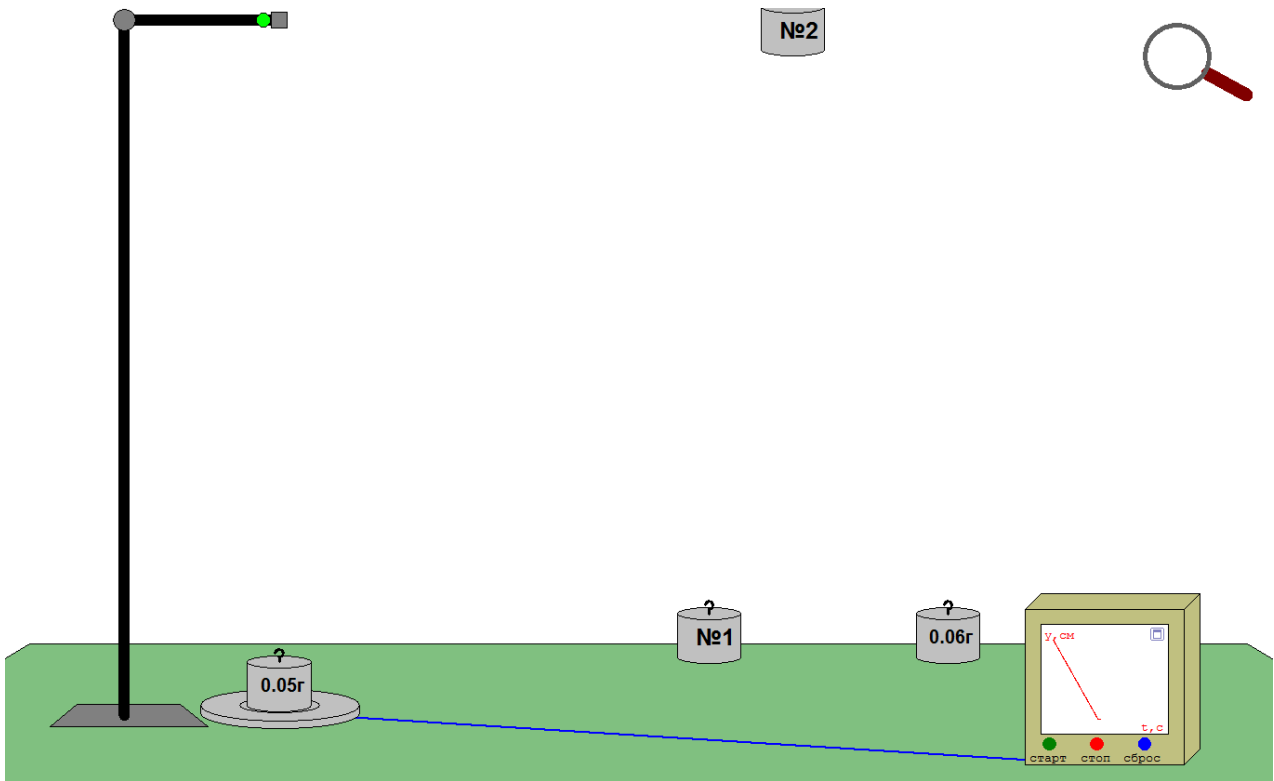 №2
№1
0.06г
0.05г
y,см
t,с
старт стоп сброс